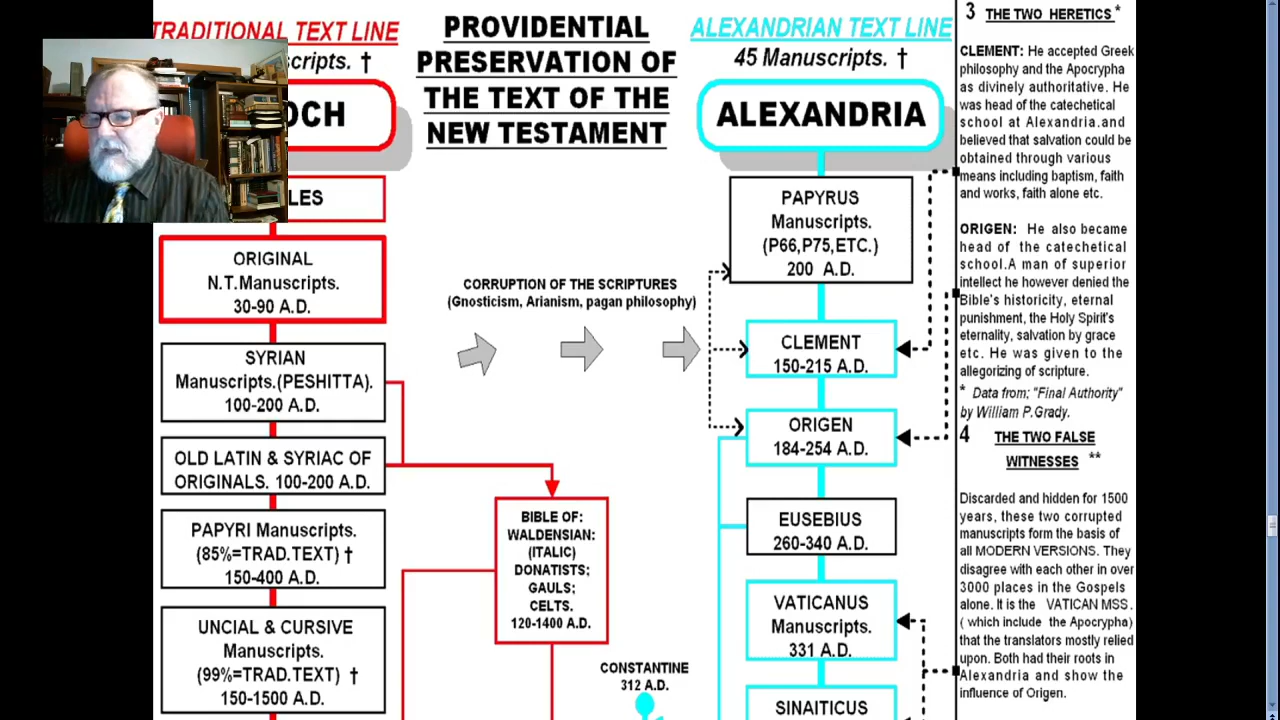 TRADITIONAL TEXT LINE
scripts. †
OCH
LES
ORIGINAL
N.T.Manuscripts.
30-90 A.D.
SYRIAN
Manuscripts.(PESHITTA).
100-200 A.D.
OLD LATIN & SYRIAC OF
ORIGINALS. 100-200 A.D.
PAPYRI Manuscripts.
(85%=TRAD.TEXT) †
150-400 A.D.
UNCIAL & CURSIVE
Manuscripts.
(99%=TRAD.TEXT) †
150-1500 A.D.
PROVIDENTIAL
PRESERVATION OF
THE TEXT OF THE
NEW TESTAMENT
CORRUPTION OF THE SCRIPTURES
(Gnosticism, Arianism, pagan philosophy)
BIBLE OF:
WALDENSIAN:
(ITALIC)
DONATISTS;
GAULS;
CELTS.
120-1400 A.D.
CONSTANTINE
312 A.D.
ALEXANDRIAN TEXT LINE
45 Manuscripts. †
ALEXANDRIA
PAPYRUS
Manuscripts.
(P66,P75,ETC.)
200 A.D.
CLEMENT
150-215 A.D.
ORIGEN
184-254 A.D.
EUSEBIUS
260-340 A.D.
VATICANUS
Manuscripts.
331 A.D.
SINAITICUS
3 THE TWO HERETICS *
CLEMENT: He accepted Greek
philosophy and the Apocrypha
as divinely authoritative. He
was head of the catechetical
school at Alexandria.and
believed that salvation could be
obtained through various
means including baptism, faith
and works, faith alone etc.
ORIGEN: He also became
head of the catechetical
school.A man of superior
intellect he however denied the
Bible's historicity, eternal
punishment, the Holy Spirit's
eternality, salvation by grace
etc. He was given to the
allegorizing of scripture.
* Data from; "Final Authority"
by William P.Grady.
4 THE TWO FALSE
WITNESSES **
Discarded and hidden for 1500
years, these two corrupted
manuscripts form the basis of
all MODERN VERSIONS. They
disagree with each other in over
3000 places in the Gospels
alone. It is the VATICAN MSS.
( which include the Apocrypha)
that the translators mostly relied
upon. Both had their roots in
Alexandria and show the
influence of Origen.